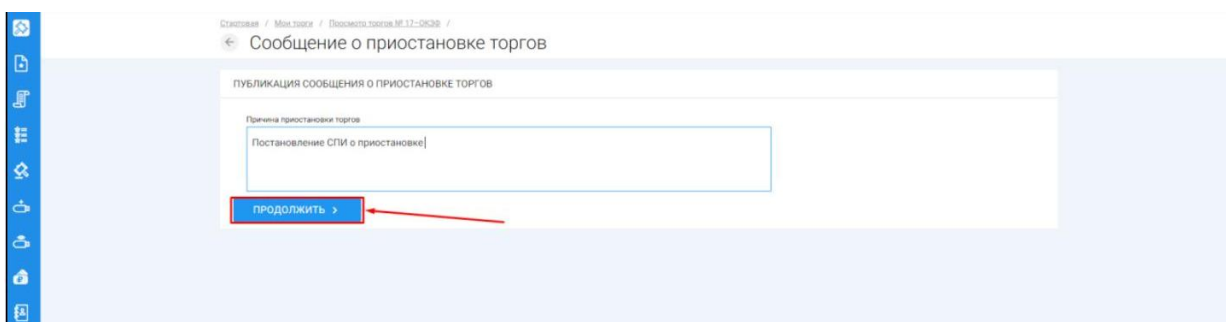 Стартовая / Мои торги / Просмотр торгов № 17–ОКЭФ /
Сообщение о приостановке торгов
ПУБЛИКАЦИЯ СООБЩЕНИЯ О ПРИОСТАНОВКЕ ТОРГОВ
Причина приостановки торгов
Постановление СПИ о приостановке
ПРОДОЛЖИТЬ >